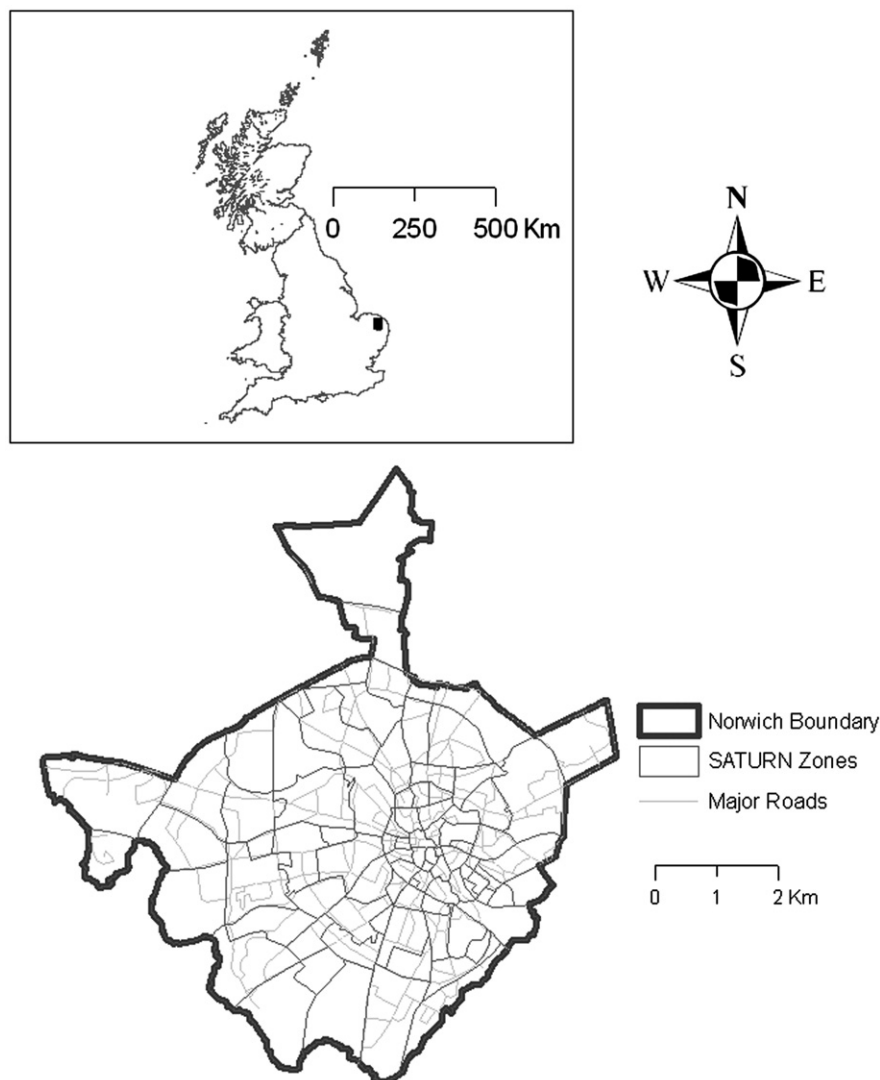 0 250 500 Km
N
W E
S
Norwich Boundary
SATURN Zones
Major Roads
0 1 2 Km